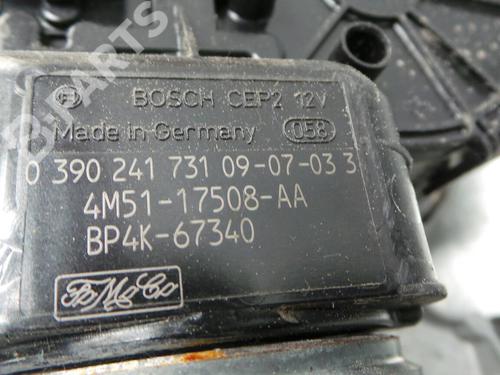 B-PARTS
BOSCH CEP2 12V
Made in Germany 058
0 390 241 731 09-07-03 3
4M51-17508-AA
BP4K-67340
FoMoCo